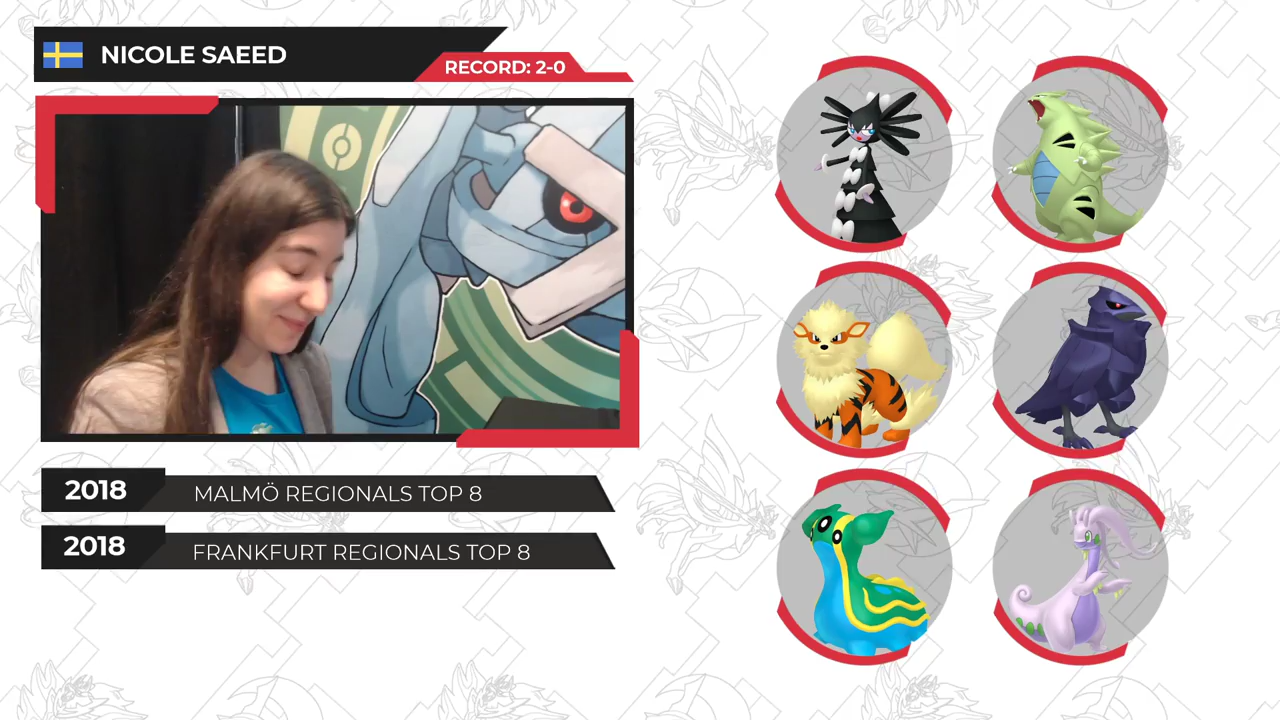 NICOLE SAEED
RECORD: 2-0
2018 MALMÖ REGIONALS TOP 8
2018 FRANKFURT REGIONALS TOP 8